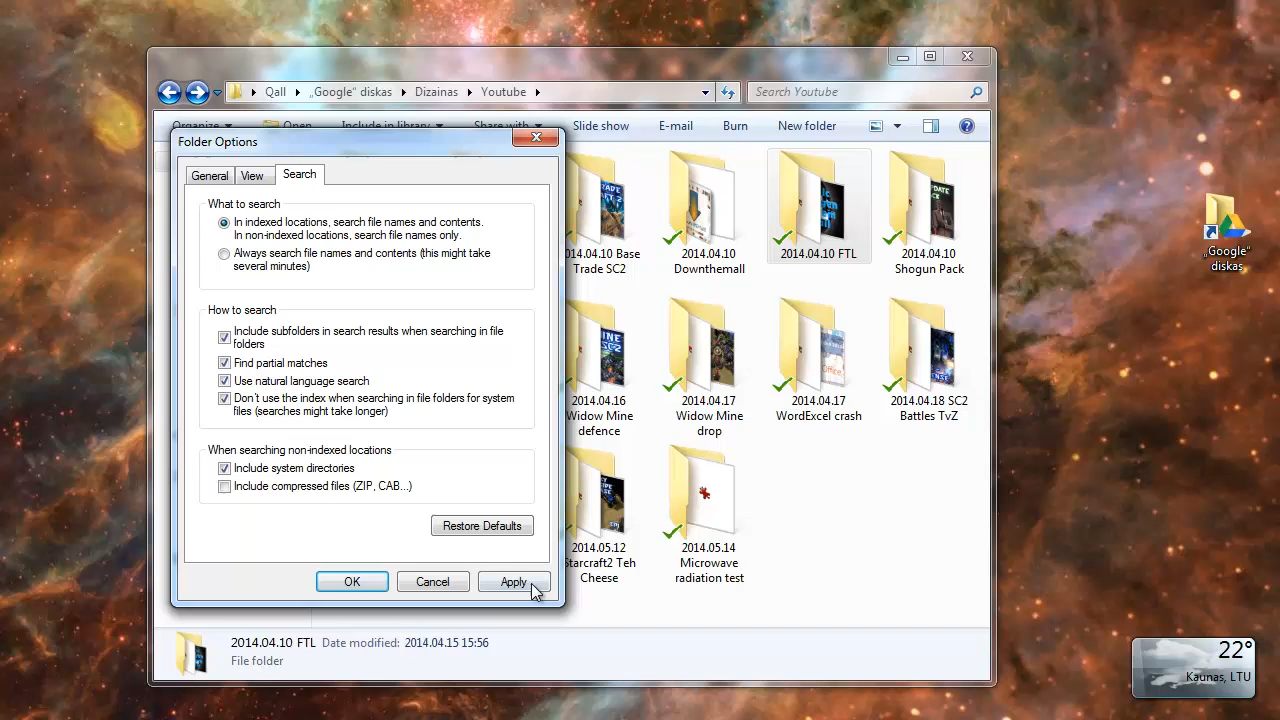 Qall
„Google“ diskas
Dizainas
Youtube
Search Youtube
Organize
Open
Include in library
Share with
Slide show
E-mail
Burn
New folder
Folder Options
General
View
Search
What to search
In indexed locations, search file names and contents.
In non-indexed locations, search file names only.
Always search file names and contents (this might take
several minutes)
How to search
Include subfolders in search results when searching in file
folders
Find partial matches
Use natural language search
Don't use the index when searching in file folders for system
files (searches might take longer)
When searching non-indexed locations
Include system directories
Include compressed files (ZIP, CAB...)
Restore Defaults
OK
Cancel
Apply
2014.04.10 Base
Trade SC2
2014.04.10
Downthemall
2014.04.10 FTL
2014.04.10
Shogun Pack
2014.04.16
Widow Mine
defence
2014.04.17
Widow Mine
drop
2014.04.17
WordExcel crash
2014.04.18 SC2
Battles TvZ
2014.05.12
Starcraft2 Teh
Cheese
2014.05.14
Microwave
radiation test
2014.04.10 FTL
Date modified: 2014.04.15 15:56
File folder
„Google“
diskas
22°
Kaunas, LTU